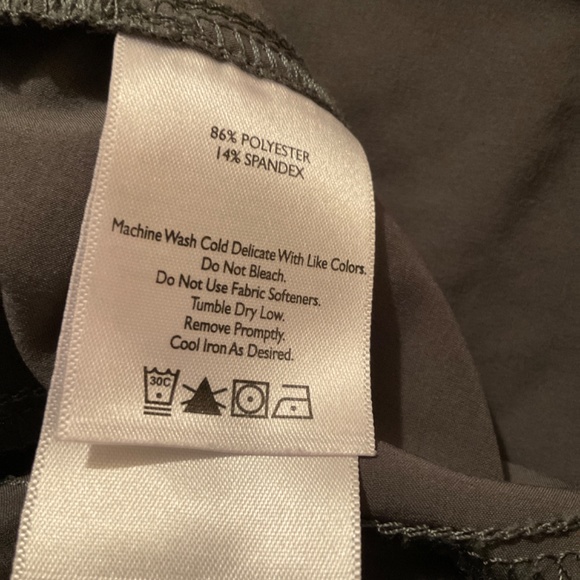 86% POLYESTER
14% SPANDEX
Machine Wash Cold Delicate With Like Colors.
Do Not Bleach.
Do Not Use Fabric Softeners.
Tumble Dry Low.
Remove Promptly.
Cool Iron As Desired.
30C